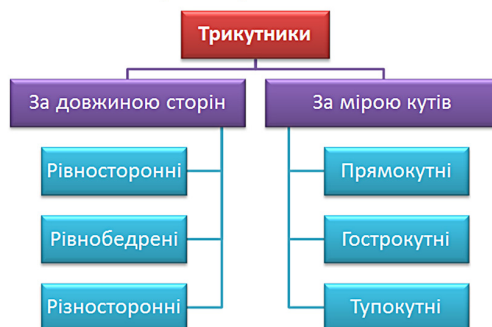 Трикутники
За довжиною сторін
За мірою кутів
Рівносторонні
Прямокутні
Рівнобедрені
Гострокутні
Різносторонні
Тупокутні